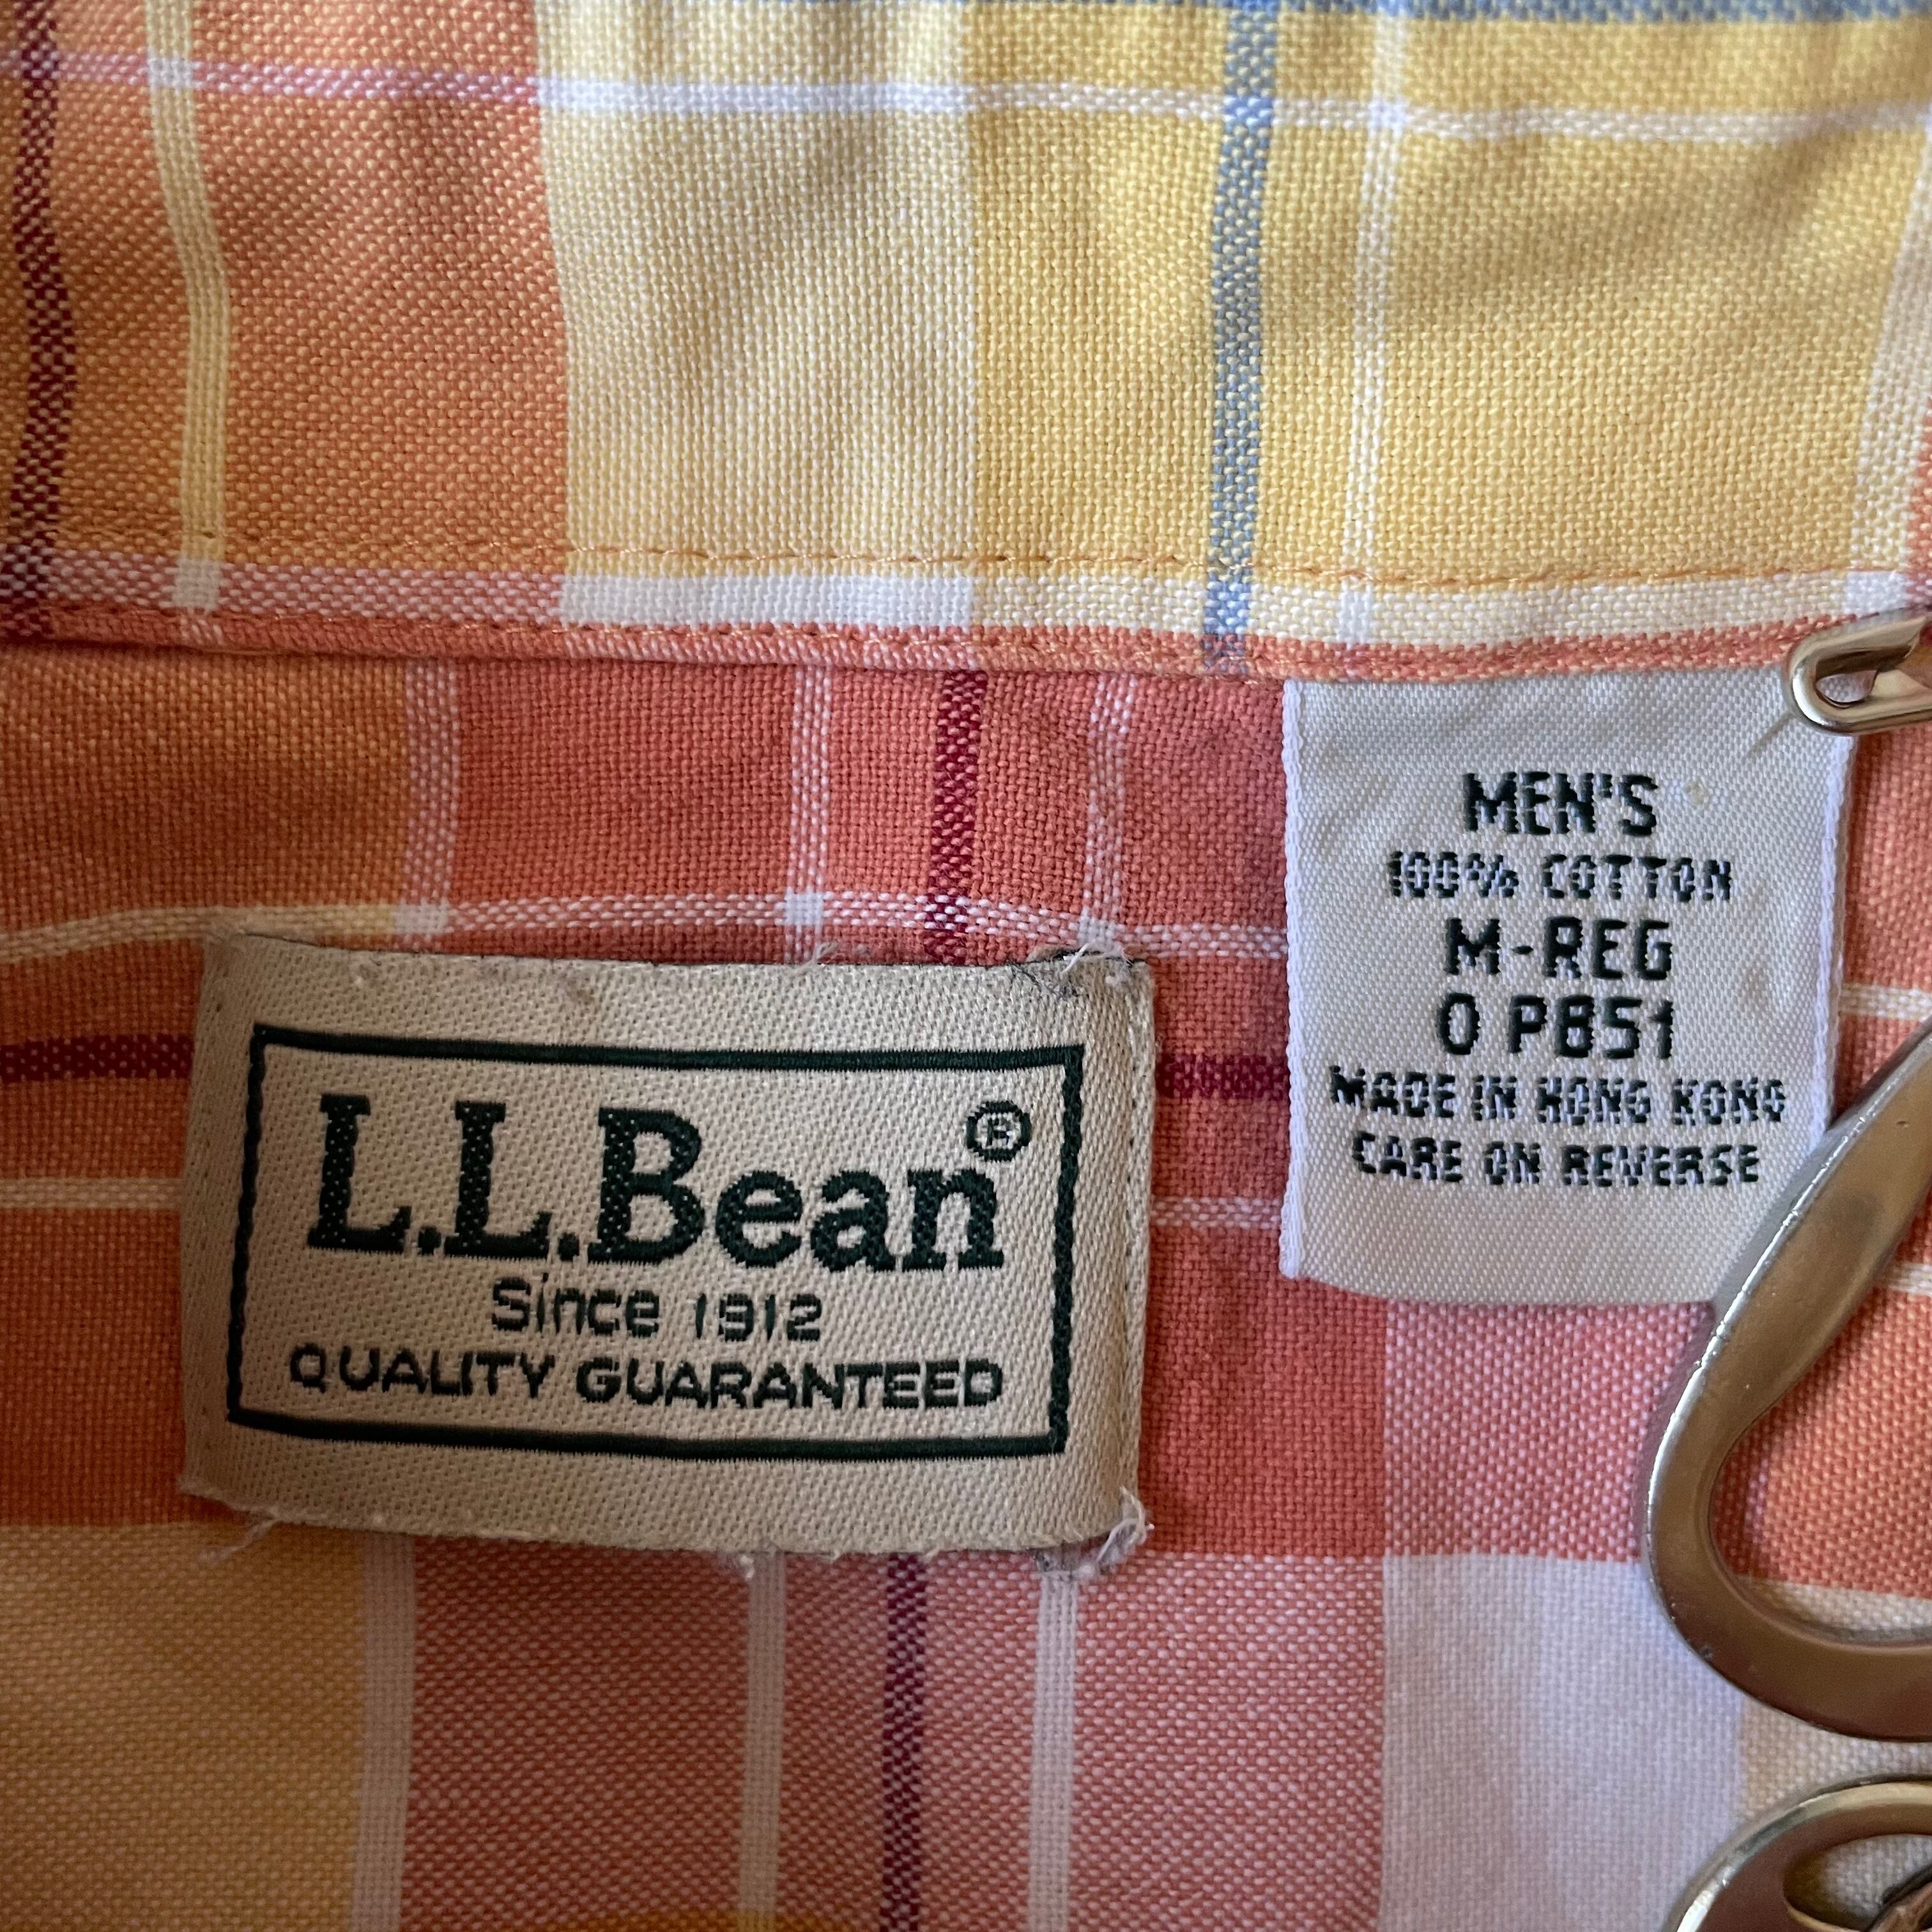 L.L.Bean®
Since 1912
QUALITY GUARANTEED
MEN'S
100% COTTON
M-REG
0 PB51
MADE IN HONG KONG
CARE ON REVERSE